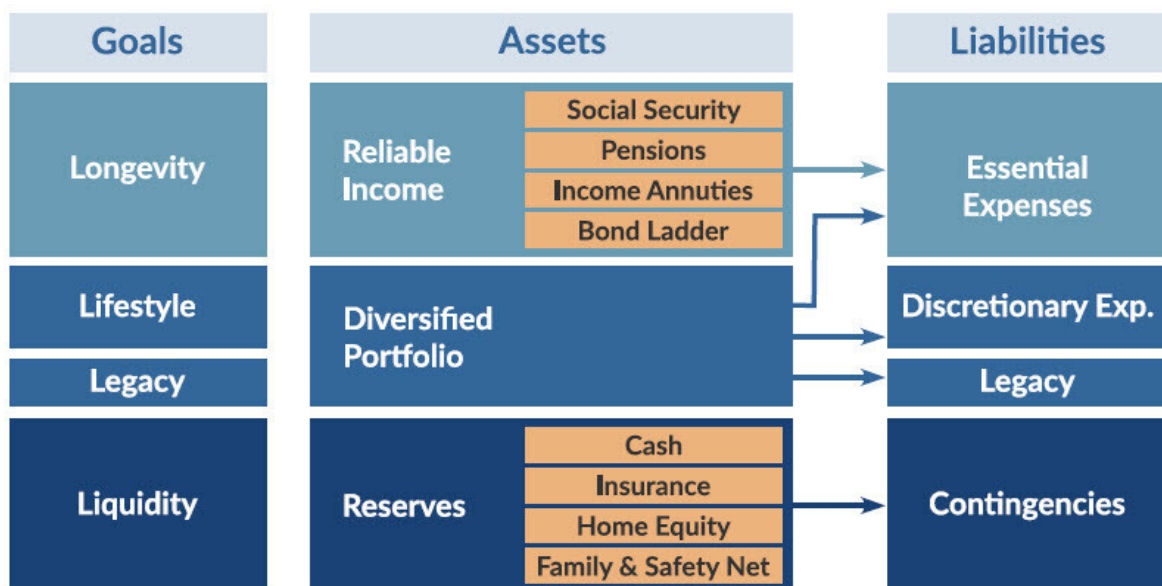 Goals
Assets
Liabilities
Longevity
Reliable
Income
Social Security
Pensions
Income Annuties
Bond Ladder
Essential
Expenses
Lifestyle
Legacy
Diversified
Portfolio
Discretionary Exp.
Legacy
Liquidity
Reserves
Cash
Insurance
Home Equity
Family & Safety Net
Contingencies